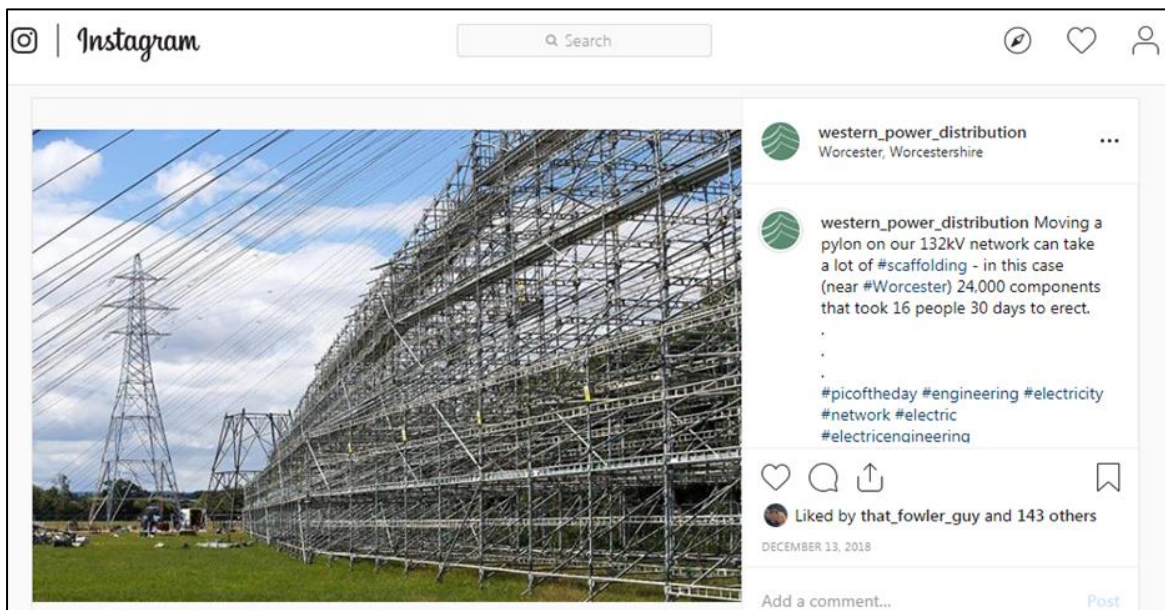 Instagram
Search
western_power_distribution
Worcester, Worcestershire
western_power_distribution Moving a
pylon on our 132kV network can take
a lot of #scaffolding - in this case
(near #Worcester) 24,000 components
that took 16 people 30 days to erect.
.
.
.
#picoftheday #engineering #electricity
#network #electric
#electricengineering
Liked by that_fowler_guy and 143 others
DECEMBER 13, 2018
Add a comment...
Post